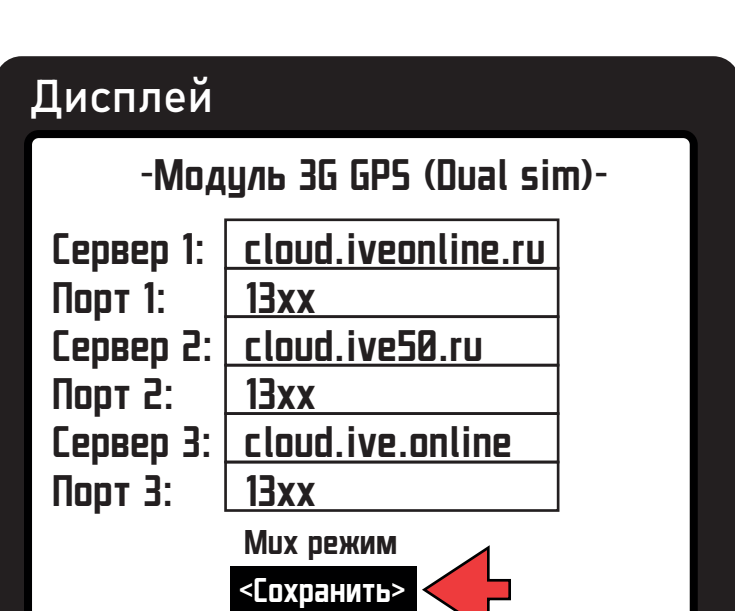 Дисплей
-Модуль 3G GPS (Dual sim)-
Сервер 1: cloud.iveonline.ru
Порт 1: 13xx
Сервер 2: cloud.ive50.ru
Порт 2: 13xx
Сервер 3: cloud.ive.online
Порт 3: 13xx
Mux режим
<Сохранить>